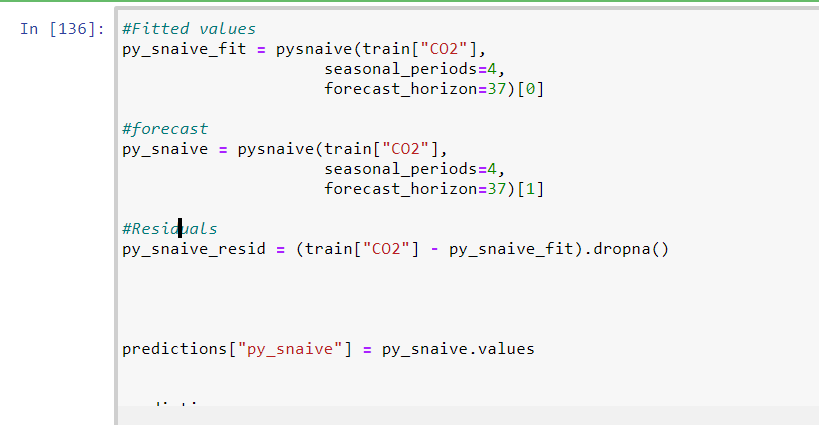 In [136]: #Fitted values
py_snaive_fit = pysnaive(train["CO2"],
seasonal_periods=4,
forecast_horizon=37)[0]
#forecast
py_snaive = pysnaive(train["CO2"],
seasonal_periods=4,
forecast_horizon=37)[1]
#Residuals
py_snaive_resid = (train["CO2"] - py_snaive_fit).dropna()
predictions["py_snaive"] = py_snaive.values